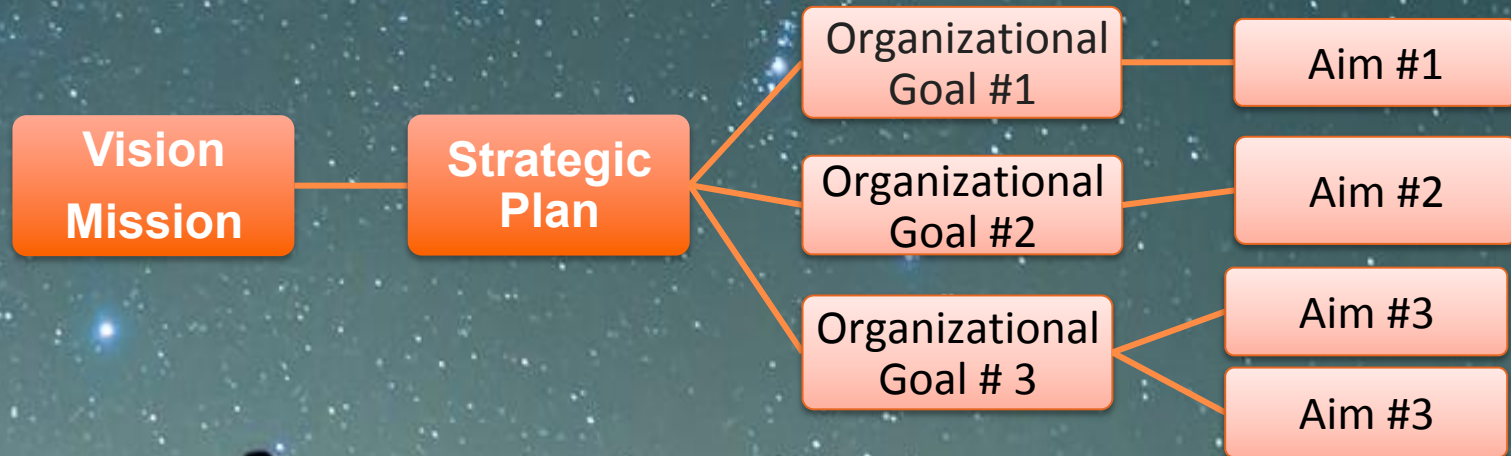 Vision
Mission
Strategic
Plan
Organizational
Goal #1
Organizational
Goal #2
Organizational
Goal # 3
Aim #1
Aim #2
Aim #3
Aim #3